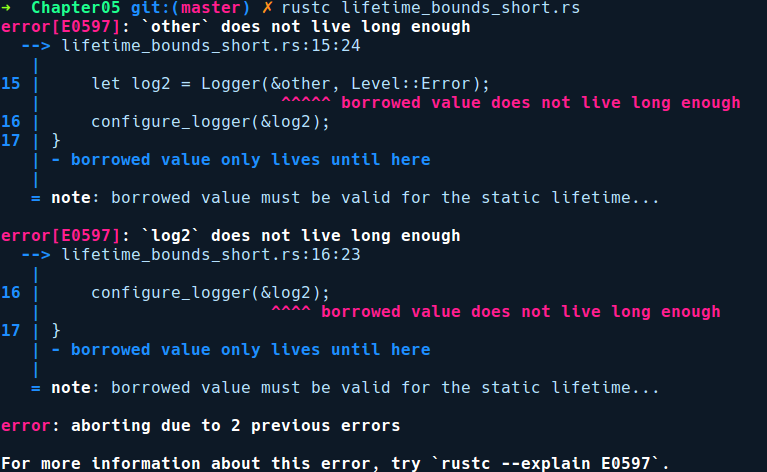 ➜  Chapter05 git:(master) ✗ rustc lifetime_bounds_short.rs
error[E0597]: `other` does not live long enough
  --> lifetime_bounds_short.rs:15:24
   |
15 |     let log2 = Logger(&other, Level::Error);
   |                        ^^^^^ borrowed value does not live long enough
16 |     configure_logger(&log2);
17 | }
   | - borrowed value only lives until here
   |
   = note: borrowed value must be valid for the static lifetime...

error[E0597]: `log2` does not live long enough
  --> lifetime_bounds_short.rs:16:23
   |
16 |     configure_logger(&log2);
   |                       ^^^^ borrowed value does not live long enough
17 | }
   | - borrowed value only lives until here
   |
   = note: borrowed value must be valid for the static lifetime...

error: aborting due to 2 previous errors

For more information about this error, try `rustc --explain E0597`.